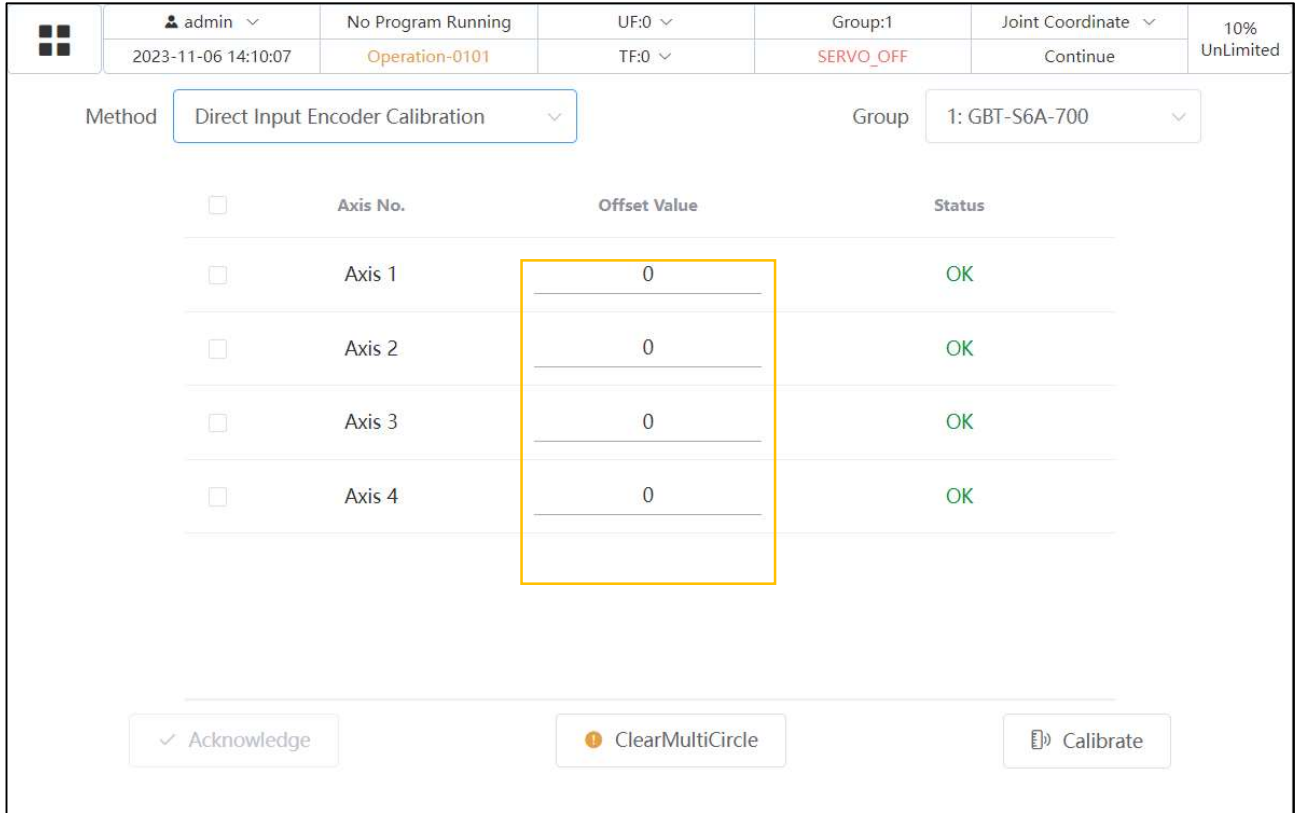 admin No Program Running UF:0 Group:1 Joint Coordinate 10%
UnLimited
2023-11-06 14:10:07 Operation-0101 TF:0 SERVO_OFF Continue
Method Direct Input Encoder Calibration Group 1: GBT-S6A-700
Axis No. Offset Value Status
Axis 1 0 OK
Axis 2 0 OK
Axis 3 0 OK
Axis 4 0 OK
Acknowledge ClearMultiCircle Calibrate